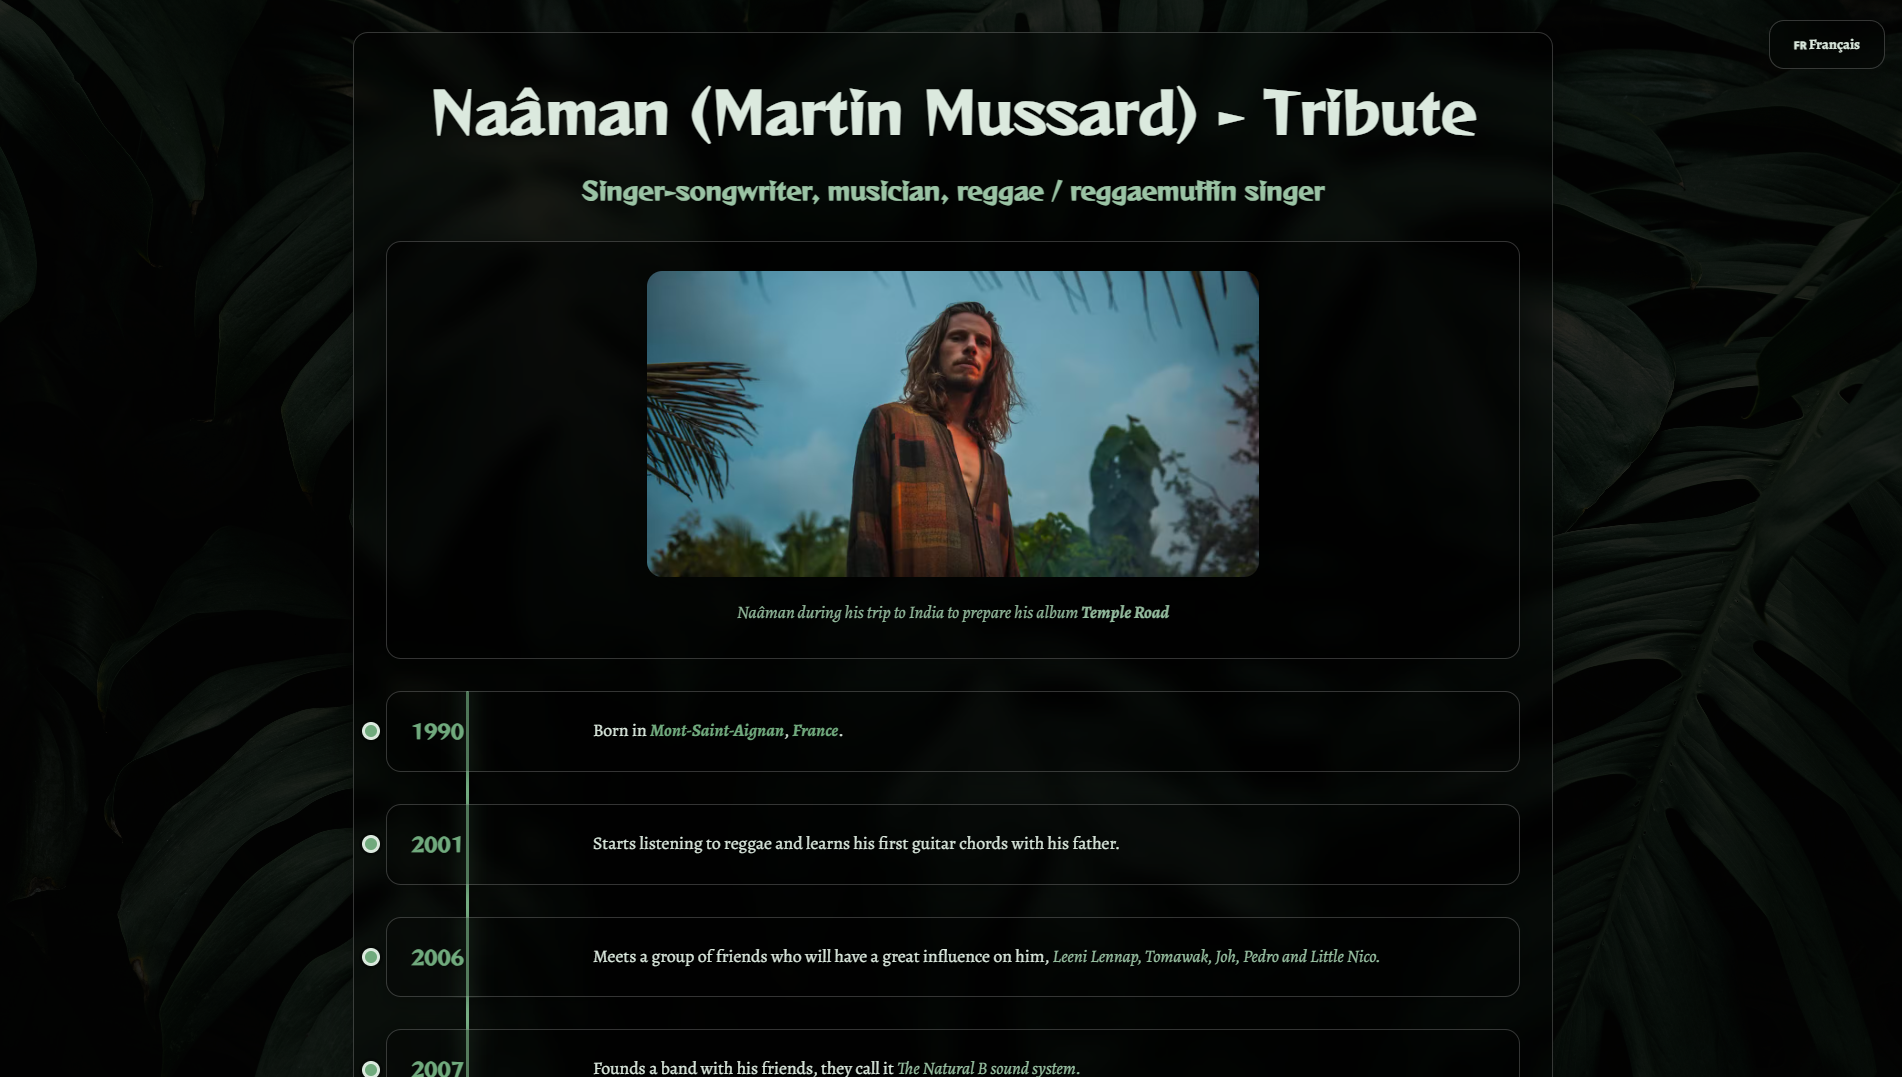 FR Français
Naâman (Martin Mussard) - Tribute
Singer-songwriter, musician, reggae / reggaemuffin singer
Naâman during his trip to India to prepare his album Temple Road
1990
Born in Mont-Saint-Aignan, France.
2001
Starts listening to reggae and learns his first guitar chords with his father.
2006
Meets a group of friends who will have a great influence on him, Leeni Lennap, Tomawak, Joh, Pedro and Little Nico.
2007
Founds a band with his friends, they call it The Natural B sound system.